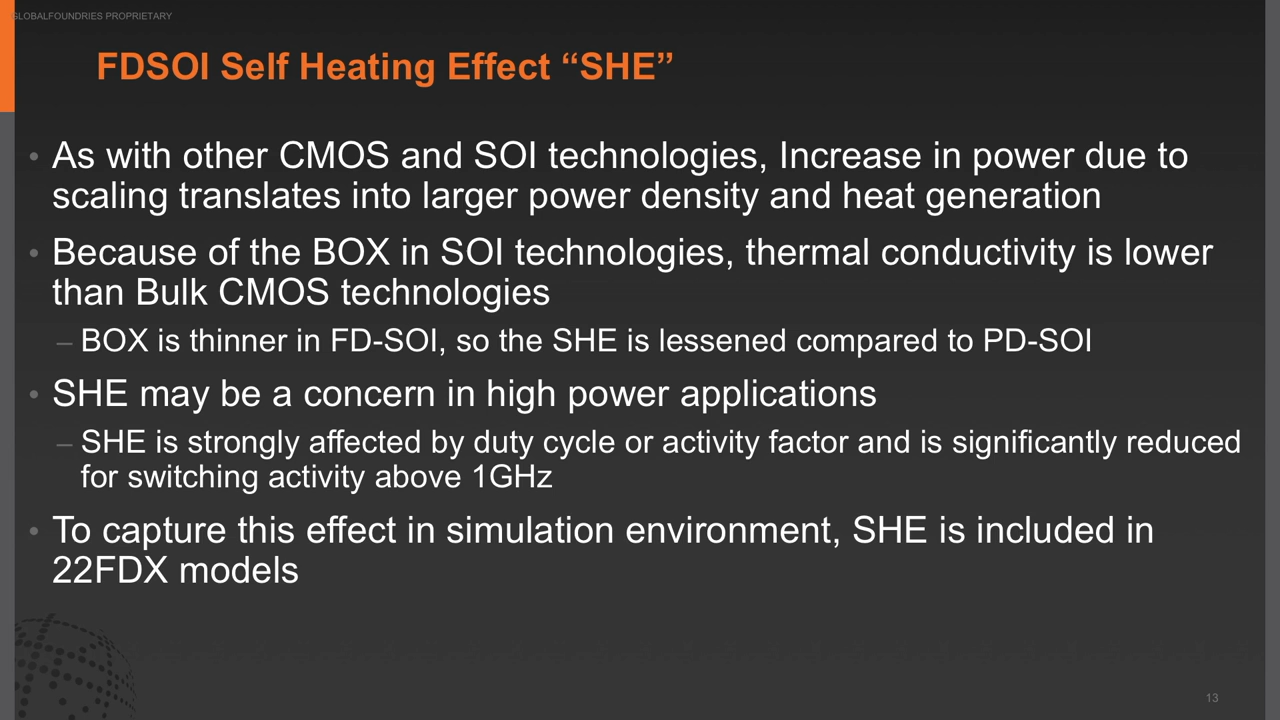 GLOBALFOUNDRIES PROPRIETARY
FDSOI Self Heating Effect “SHE”
• As with other CMOS and SOI technologies, Increase in power due to
scaling translates into larger power density and heat generation
• Because of the BOX in SOI technologies, thermal conductivity is lower
than Bulk CMOS technologies
– BOX is thinner in FD-SOI, so the SHE is lessened compared to PD-SOI
• SHE may be a concern in high power applications
– SHE is strongly affected by duty cycle or activity factor and is significantly reduced
for switching activity above 1GHz
• To capture this effect in simulation environment, SHE is included in
22FDX models
13